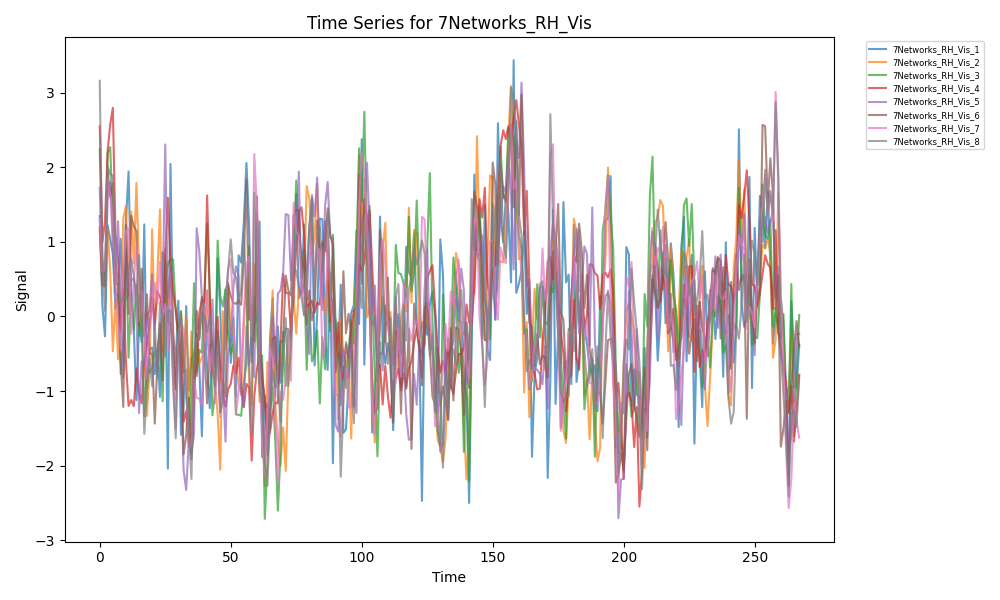 Time Series for 7Networks_RH_Vis
Signal
3
2
1
0
−1
−2
−3
0
50
100
150
200
250
Time
7Networks_RH_Vis_1
7Networks_RH_Vis_2
7Networks_RH_Vis_3
7Networks_RH_Vis_4
7Networks_RH_Vis_5
7Networks_RH_Vis_6
7Networks_RH_Vis_7
7Networks_RH_Vis_8